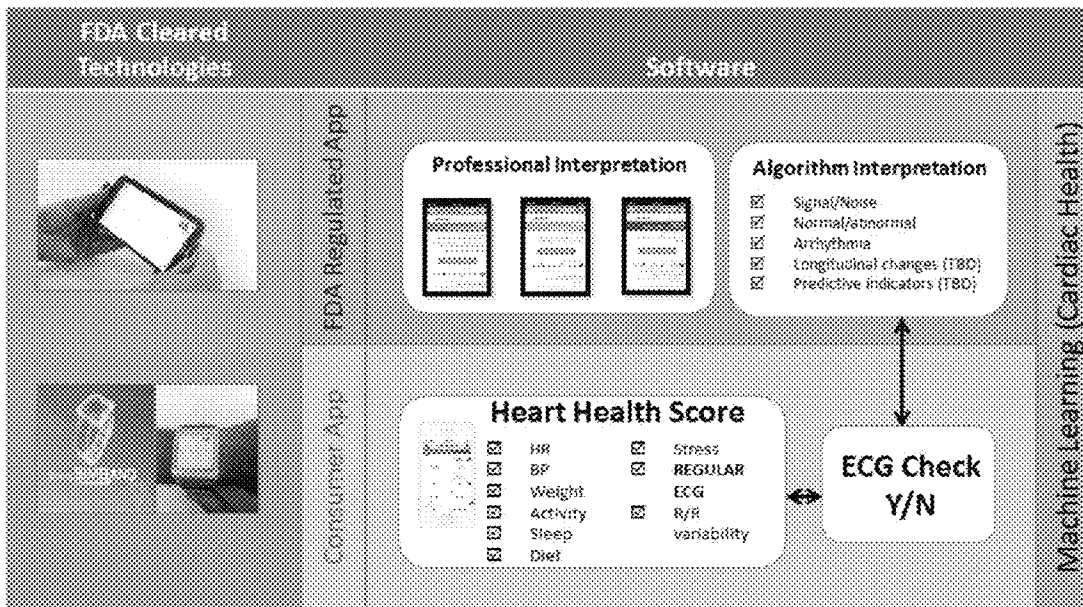 FDA Cleared
Technologies
Software
FDA Regulated App
Professional Interpretation
Algorithm Interpretation
Signal/Noise
Normal/abnormal
Arrhythmia
Longitudinal changes (TBD)
Predictive indicators (TBD)
Consumer App
Heart Health Score
HR
BP
Weight
Activity
Sleep
Diet
Stress
REGULAR
ECG
R/R
variability
ECG Check
Y/N
Machine Learning (Cardiac Health)